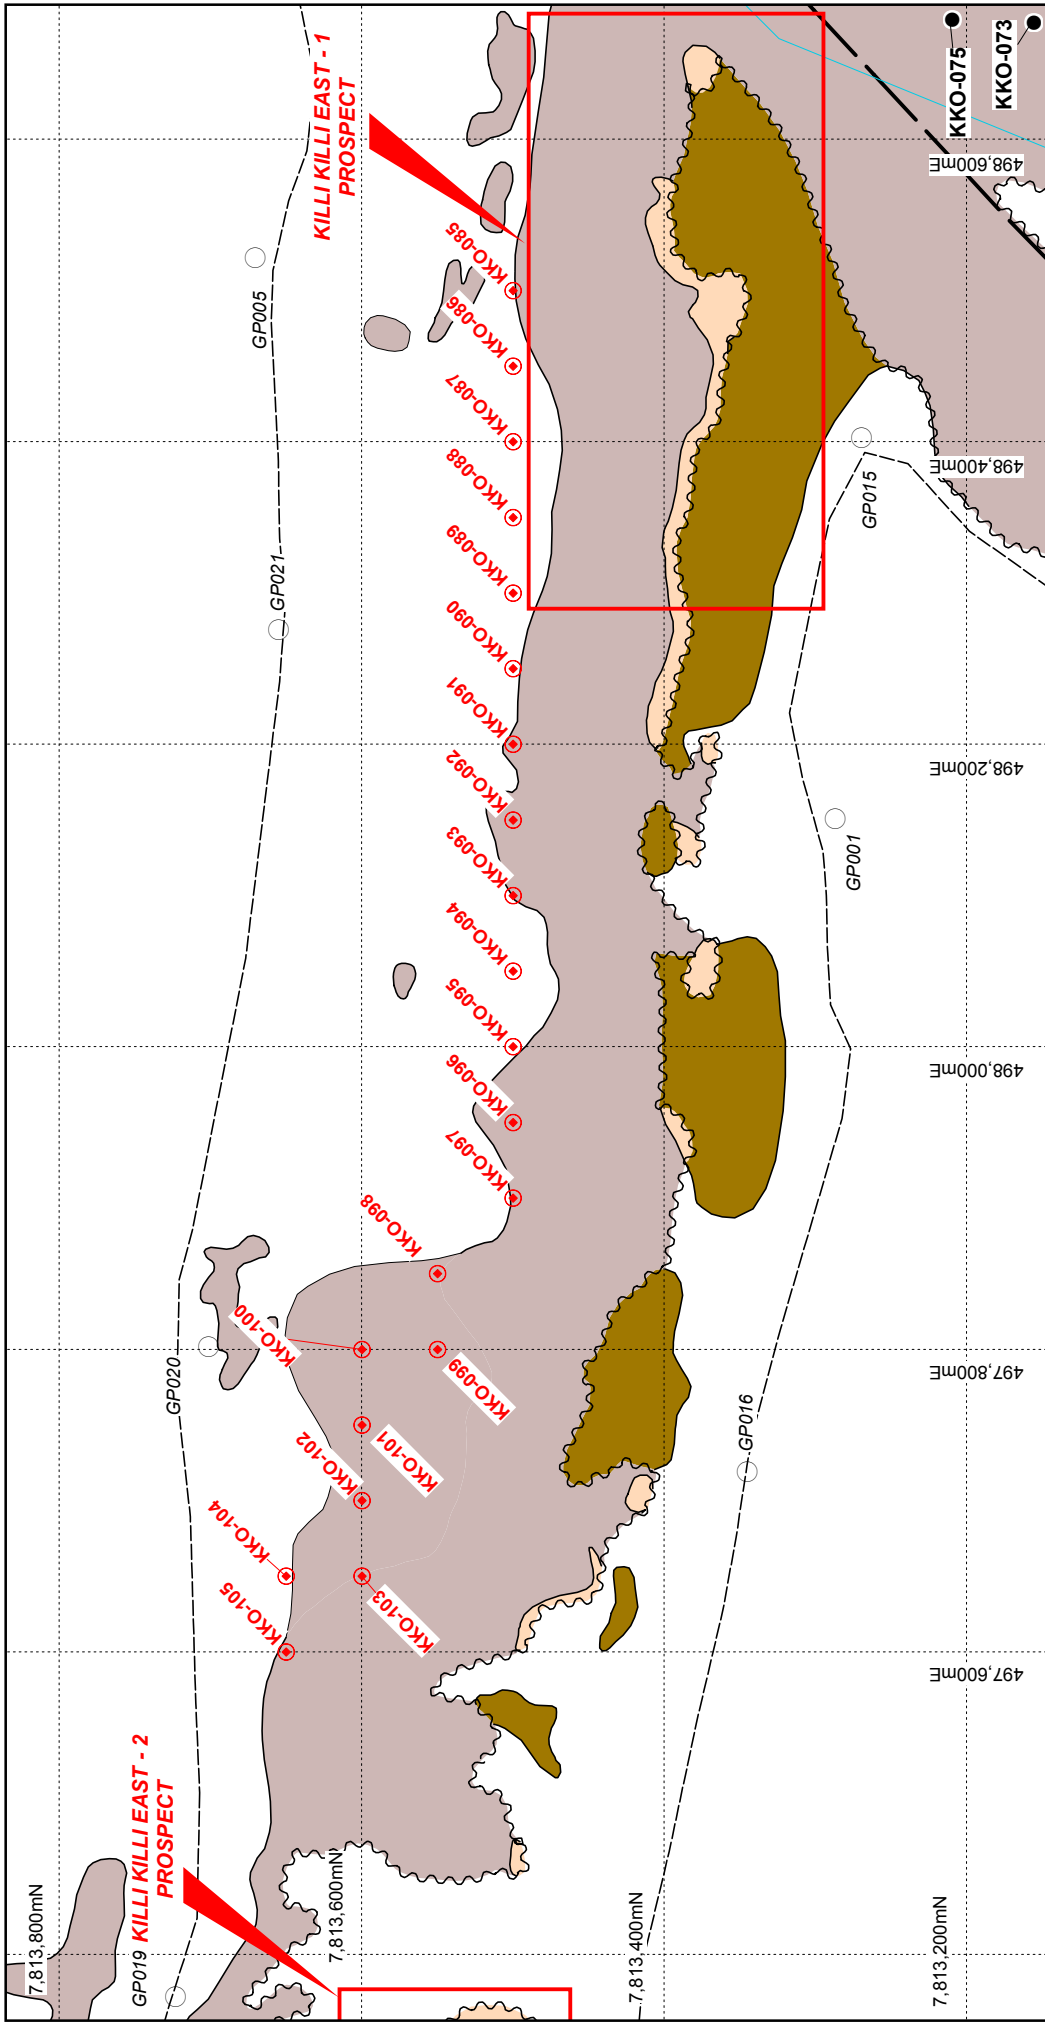 KILLI KILLI EAST - 1
PROSPECT
KKO-075
KKO-073
498,600mE
GP005
KKO-085
KKO-086
KKO-087
KKO-088
KKO-089
KKO-090
KKO-091
KKO-092
KKO-093
KKO-094
KKO-095
KKO-096
KKO-097
KKO-098
KKO-099
KKO-100
KKO-101
KKO-102
KKO-103
KKO-104
KKO-105
498,400mE
GP015
GP021
498,200mE
GP001
498,000mE
GP020
497,800mE
GP016
497,600mE
KILLI KILLI EAST - 2
PROSPECT
GP019
7,813,800mN
7,813,600mN
7,813,400mN
7,813,200mN